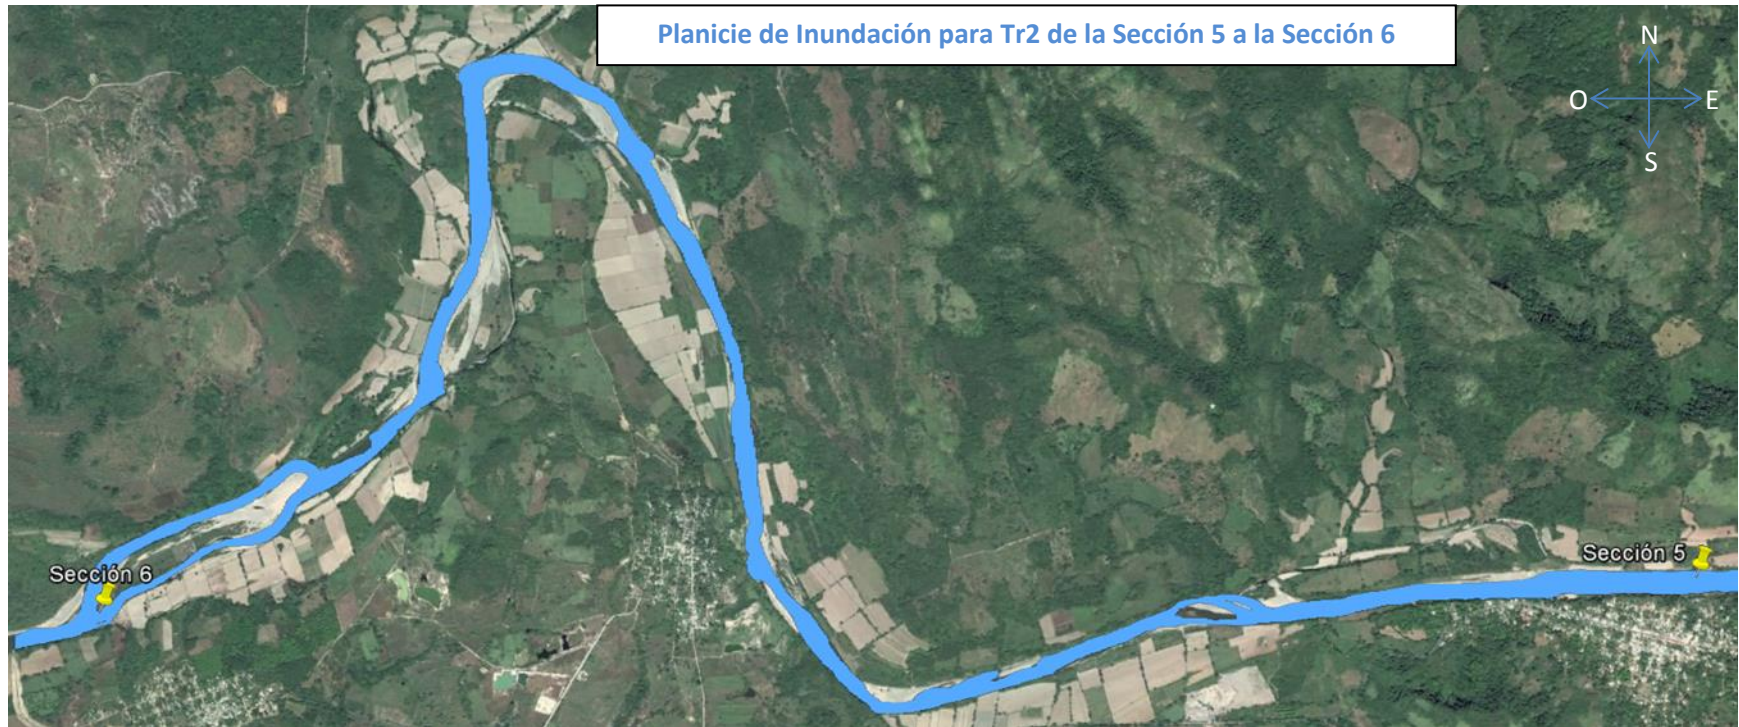 Planicie de Inundación para Tr2 de la Sección 5 a la Sección 6
N
O E
S
Sección 5
Sección 6